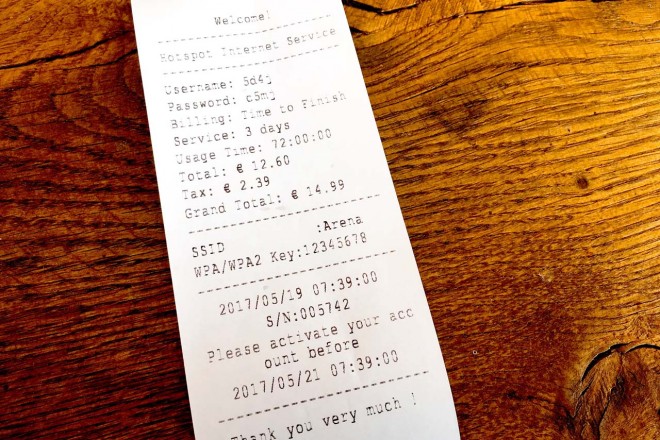 Welcome!
Hotspot Internet Service
Username: 5d4j
Password: c5mj
Billing: Time to Finish
Service: 3 days
Usage Time: 72:00:00
Total: € 12.60
Tax: € 2.39
Grand Total: € 14.99
SSID :Arena
WPA/WPA2 Key:12345678
2017/05/19 07:39:00
S/N:005742
Please activate your acc
ount before
2017/05/21 07:39:00
Thank you very much !